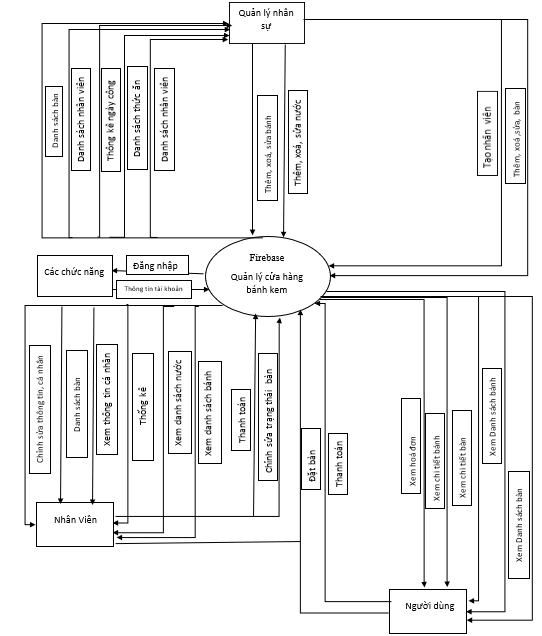 Quản lý nhân
sự
Danh sách bàn
Danh sách nhân viên
Thống kê ngày công
Danh sách thức ăn
Danh sách nhân viên
Thêm, xoá, sửa bánh
Thêm, xoá, sửa nước
Tạo nhân viên
Thêm, xoá,sửa, bàn
Firebase
Quản lý cửa hàng
bánh kem
Các chức năng
Đăng nhập
Thông tin tài khoản
Chỉnh sửa thông tin, cá nhân
Danh sách bàn
Xem thông tin cá nhân
Thống kê
Xem danh sách nước
Xem danh sách bánh
Thanh toán
Chỉnh sửa trạng thái bàn
Đặt bàn
Thanh toán
Xem hoá đơn
Xem chi tiết bánh
Xem chi tiết bàn
Xem Danh sách bánh
Xem Danh sách bàn
Nhân Viên
Người dùng